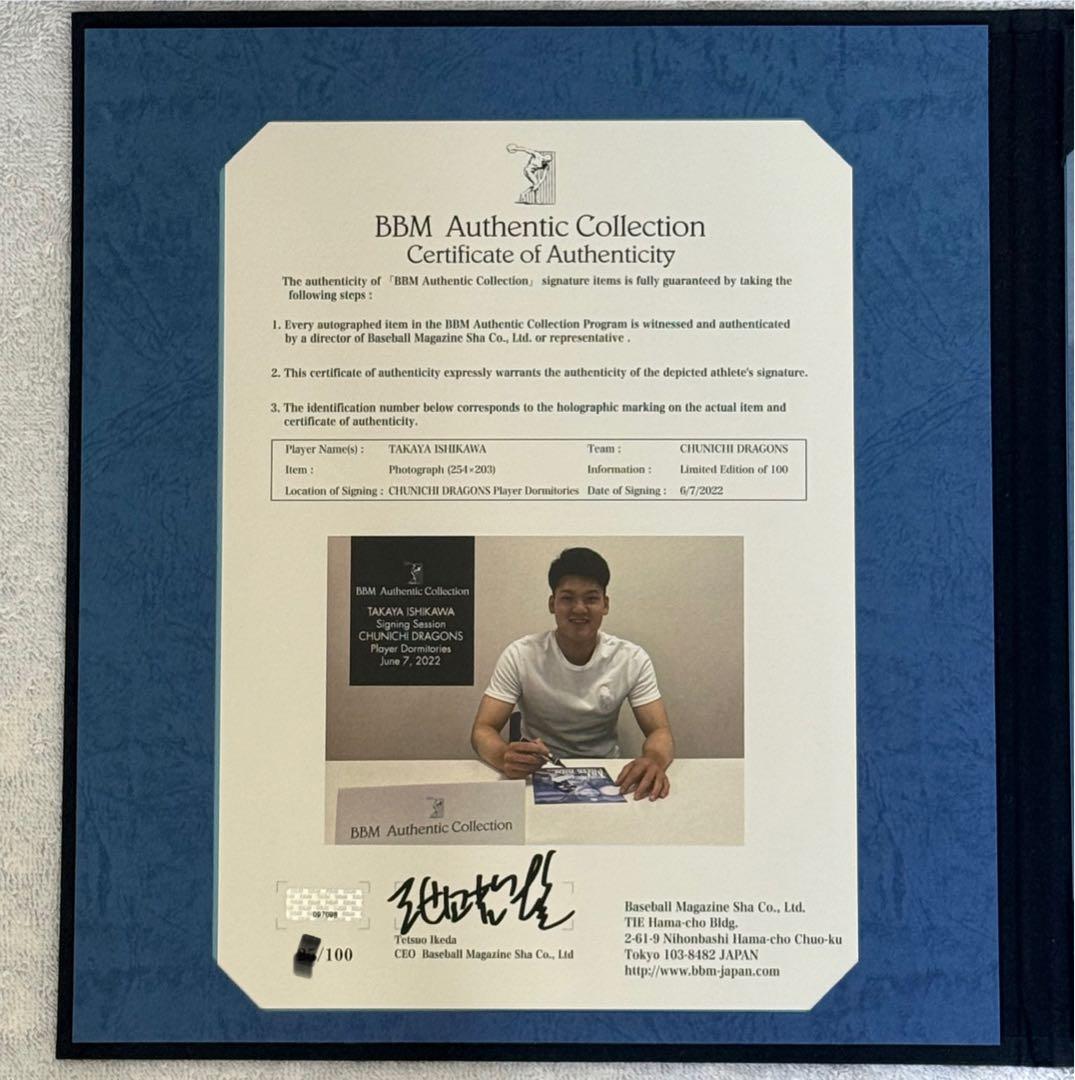 BBM Authentic Collection
Certificate of Authenticity
The authenticity of 「BBM Authentic Collection」 signature items is fully guaranteed by taking the
following steps :
1. Every autographed item in the BBM Authentic Collection Program is witnessed and authenticated
by a director of Baseball Magazine Sha Co., Ltd. or representative .
2. This certificate of authenticity expressly warrants the authenticity of the depicted athlete's signature.
3. The identification number below corresponds to the holographic marking on the actual item and
certificate of authenticity.
Player Name(s) : TAKAYA ISHIKAWA Team : CHUNICHI DRAGONS
Item : Photograph (254×203) Information : Limited Edition of 100
Location of Signing : CHUNICHI DRAGONS Player Dormitories Date of Signing : 6/7/2022
BBM Authentic Collection
TAKAYA ISHIKAWA
Signing Session
CHUNICHI DRAGONS
Player Dormitories
June 7, 2022
BBM Authentic Collection
/100
Tetsuo Ikeda
CEO Baseball Magazine Sha Co., Ltd
Baseball Magazine Sha Co., Ltd.
TIE Hama-cho Bldg.
2-61-9 Nihonbashi Hama-cho Chuo-ku
Tokyo 103-8482 JAPAN
http://www.bbm-japan.com